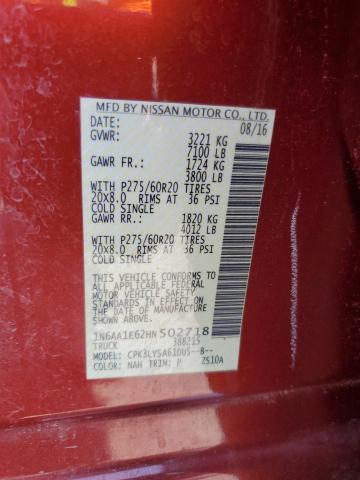 MFD BY NISSAN MOTOR CO., LTD.
DATE: 08/16
GVWR: 3221 KG
7100 LB
GAWR FR.: 1724 KG
3800 LB
WITH P275/60R20 TIRES
20X8.0 RIMS AT 36 PSI
COLD SINGLE
GAWR RR.: 1820 KG
4012 LB
WITH P275/60R20 TIRES
20X8.0 RIMS AT 36 PSI
COLD SINGLE
THIS VEHICLE CONFORMS
TO ALL APPLICABLE FEDERAL
MOTOR VEHICLE SAFETY
STANDARDS IN EFFECT
ON THE DATE OF MANUFACTURE
1N6AA1E62HN502718
TRUCK 388215
MODEL: CPK3LY5A61DU5--B--
COLOR: NAH TRIM: P ZS10A